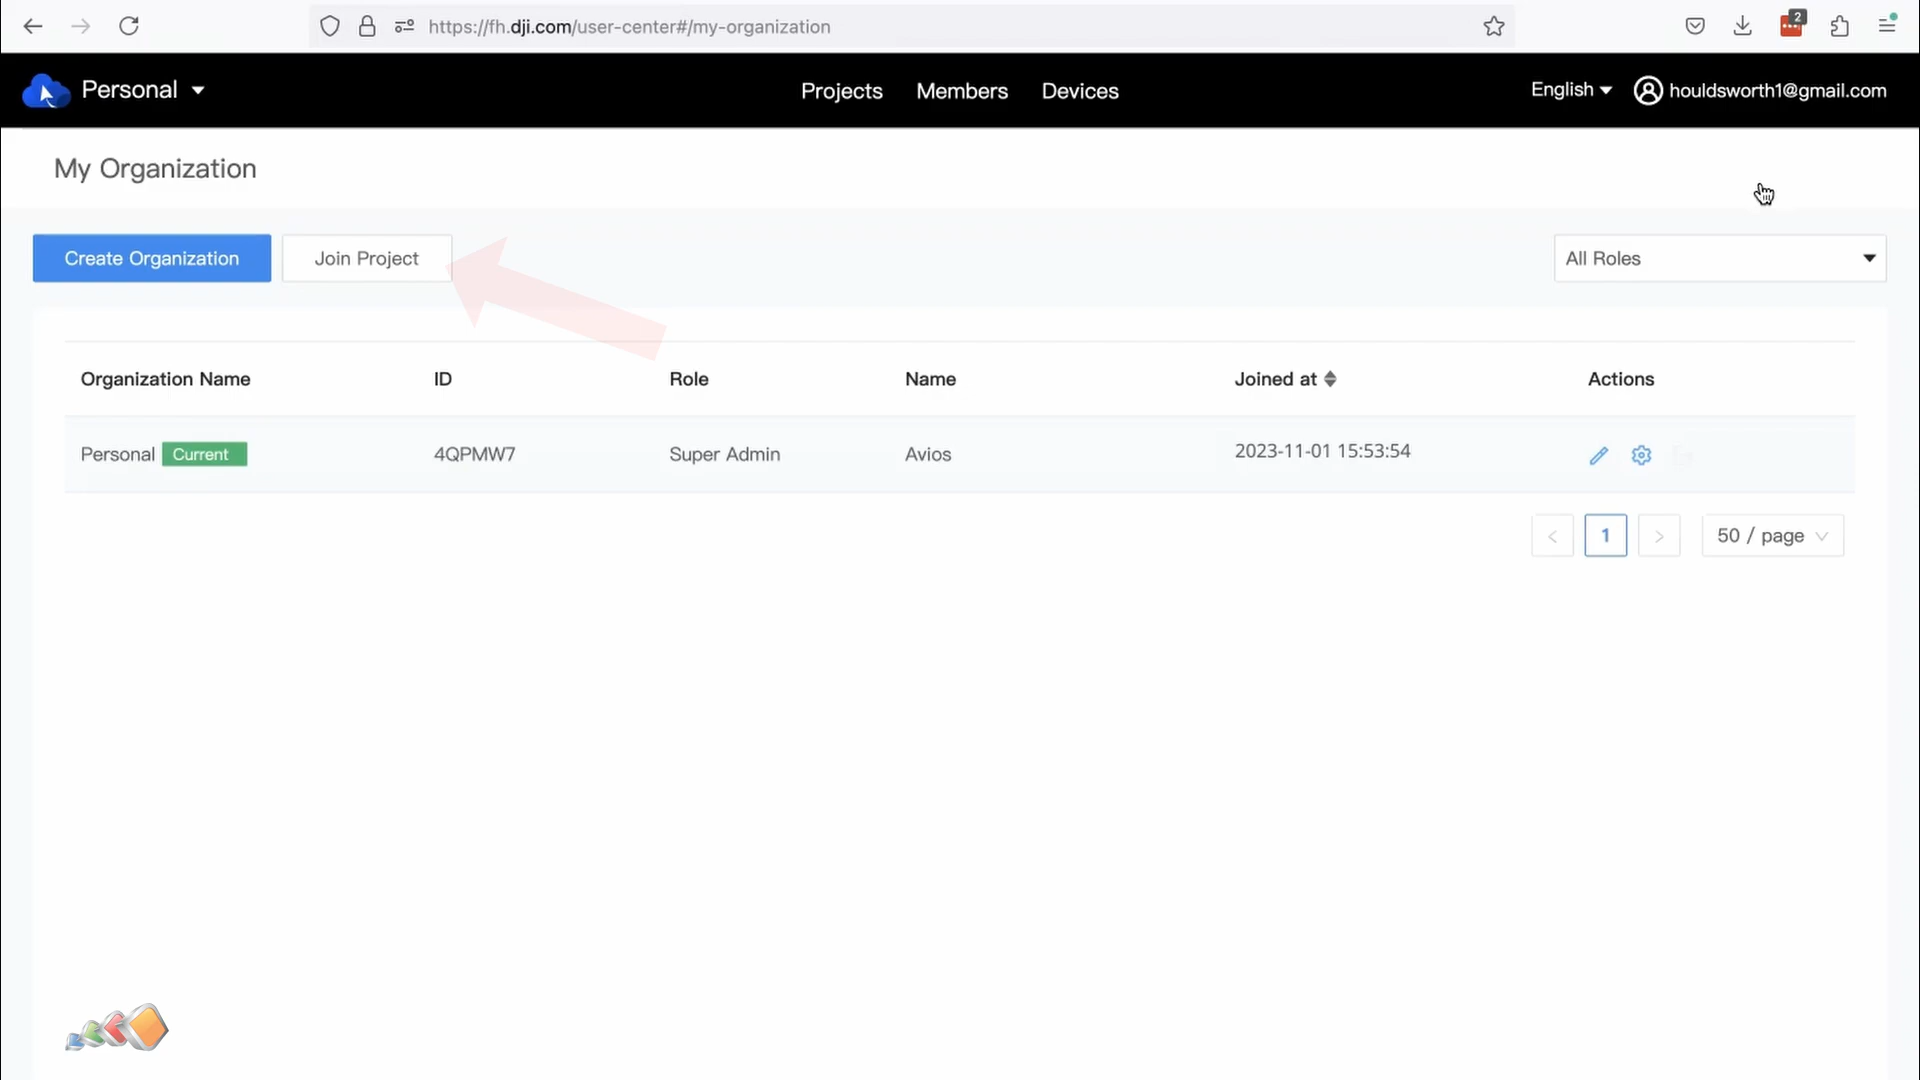 https://fh.dji.com/user-center#/my-organization
2
Personal
Projects Members Devices
English houldsworth1@gmail.com
My Organization
Create Organization Join Project
All Roles
Organization Name ID Role Name Joined at Actions
Personal Current 4QPMW7 Super Admin Avios 2023-11-01 15:53:54
< 1 > 50 / page